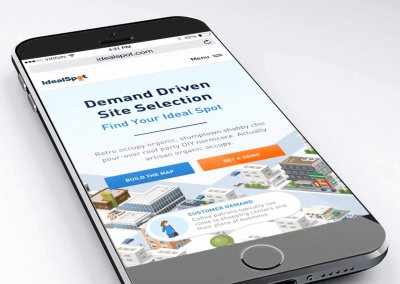 ●●●●○ VIRGIN 4:31 PM 22%
idealspot.com
IdealSpot Menu
Demand Driven
Site Selection
Find Your Ideal Spot
Retro occupy organic, stumptown shabby chic
pour-over roof party DIY normcore. Actually
artisan organic occupy.
BUILD THE MAP GET A DEMO
CUSTOMER DEMAND
Coffee patrons typically live
close to shopping centers and
their place of business.